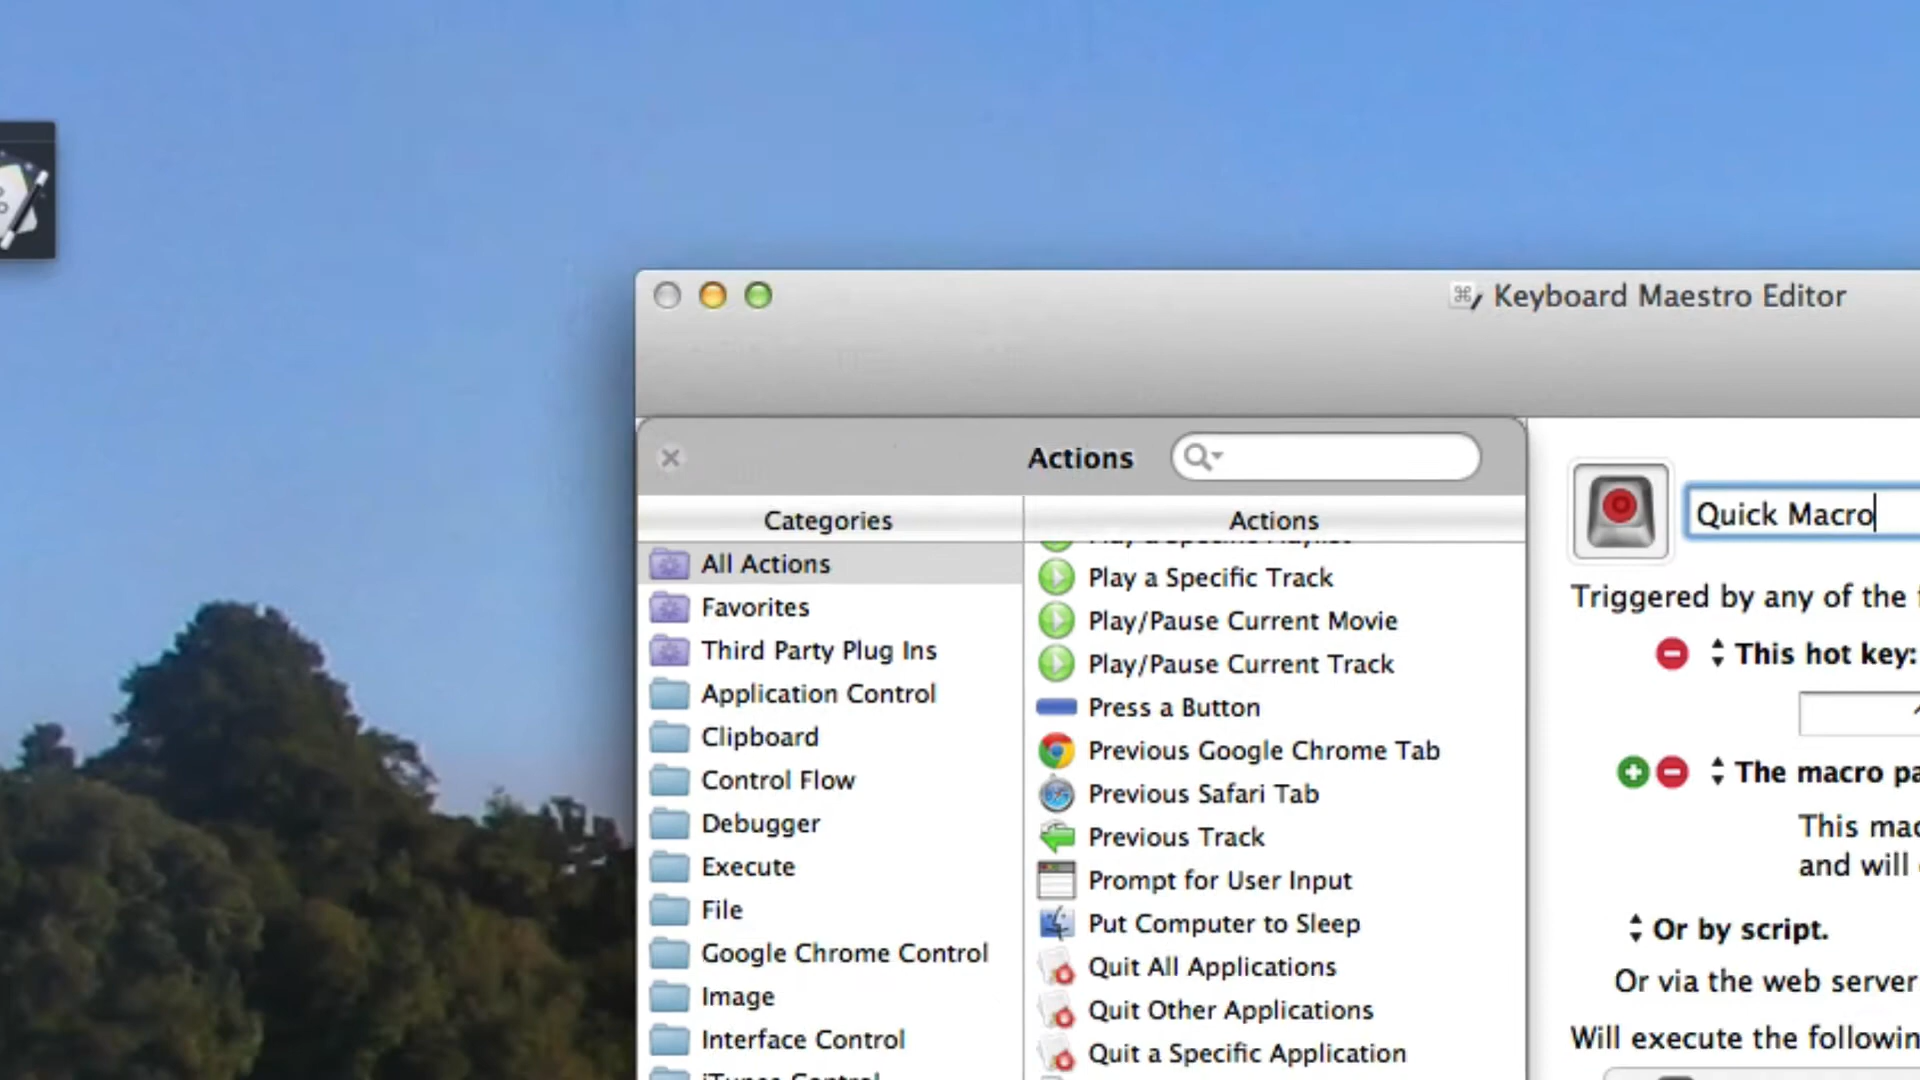 Keyboard Maestro Editor
Actions
Categories
Actions
All Actions
Favorites
Third Party Plug Ins
Application Control
Clipboard
Control Flow
Debugger
Execute
File
Google Chrome Control
Image
Interface Control
iTunes Control
Play a Specific Playlist
Play a Specific Track
Play/Pause Current Movie
Play/Pause Current Track
Press a Button
Previous Google Chrome Tab
Previous Safari Tab
Previous Track
Prompt for User Input
Put Computer to Sleep
Quit All Applications
Quit Other Applications
Quit a Specific Application
Quick Macro
Triggered by any of the
This hot key:
The macro pa
This mac
and will
Or by script.
Or via the web server
Will execute the followin